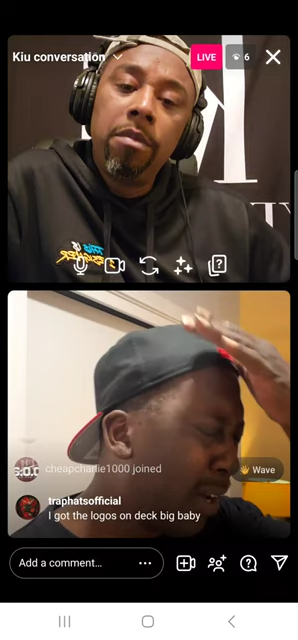 Kiu conversation
LIVE
6
cheapcharlie1000 joined
Wave
traphatsofficial
I got the logos on deck big baby
Add a comment...